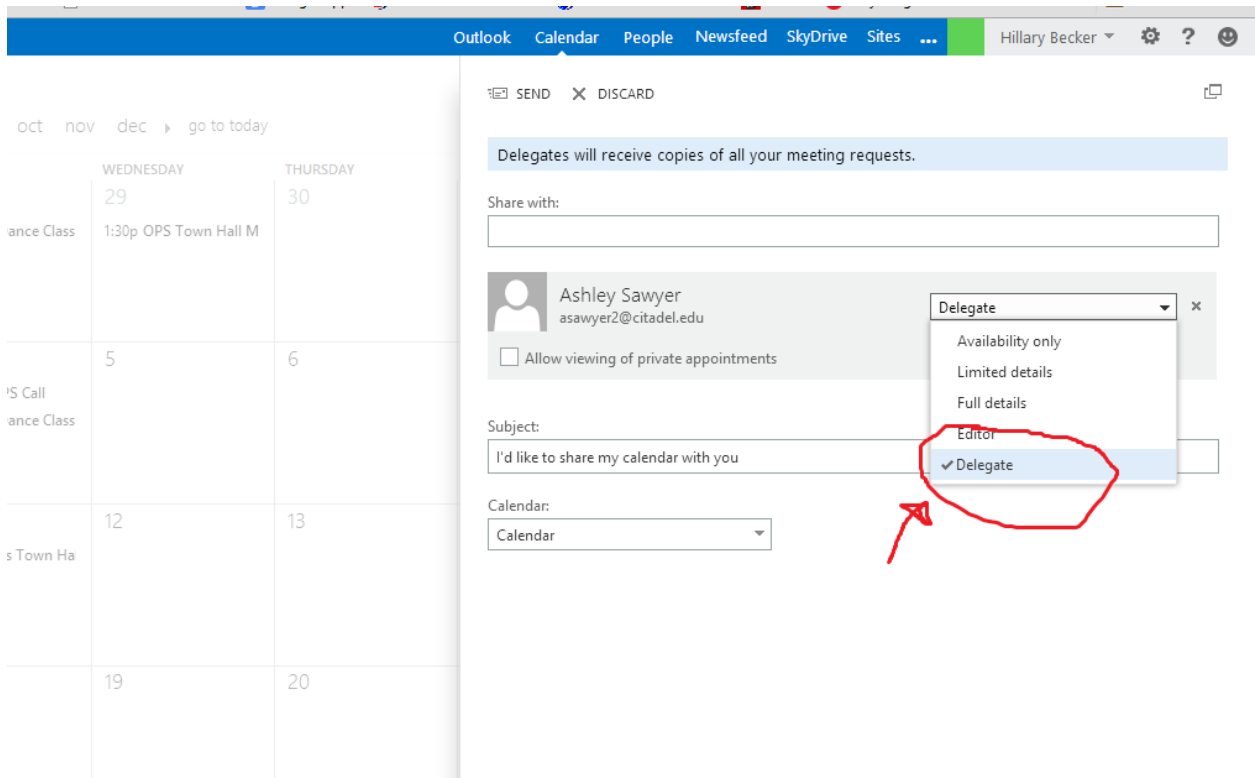 Outlook Calendar People Newsfeed SkyDrive Sites ... Hillary Becker ?
SEND DISCARD
oct nov dec go to today
Delegates will receive copies of all your meeting requests.
WEDNESDAY THURSDAY
29 30
Share with:
ance Class 1:30p OPS Town Hall M
Ashley Sawyer
asawyer2@citadel.edu
Delegate
Allow viewing of private appointments
Availability only
Limited details
Full details
Editor
Delegate
5 6
PS Call
ance Class
Subject:
I'd like to share my calendar with you
Calendar:
Calendar
12 13
s Town Ha
19 20